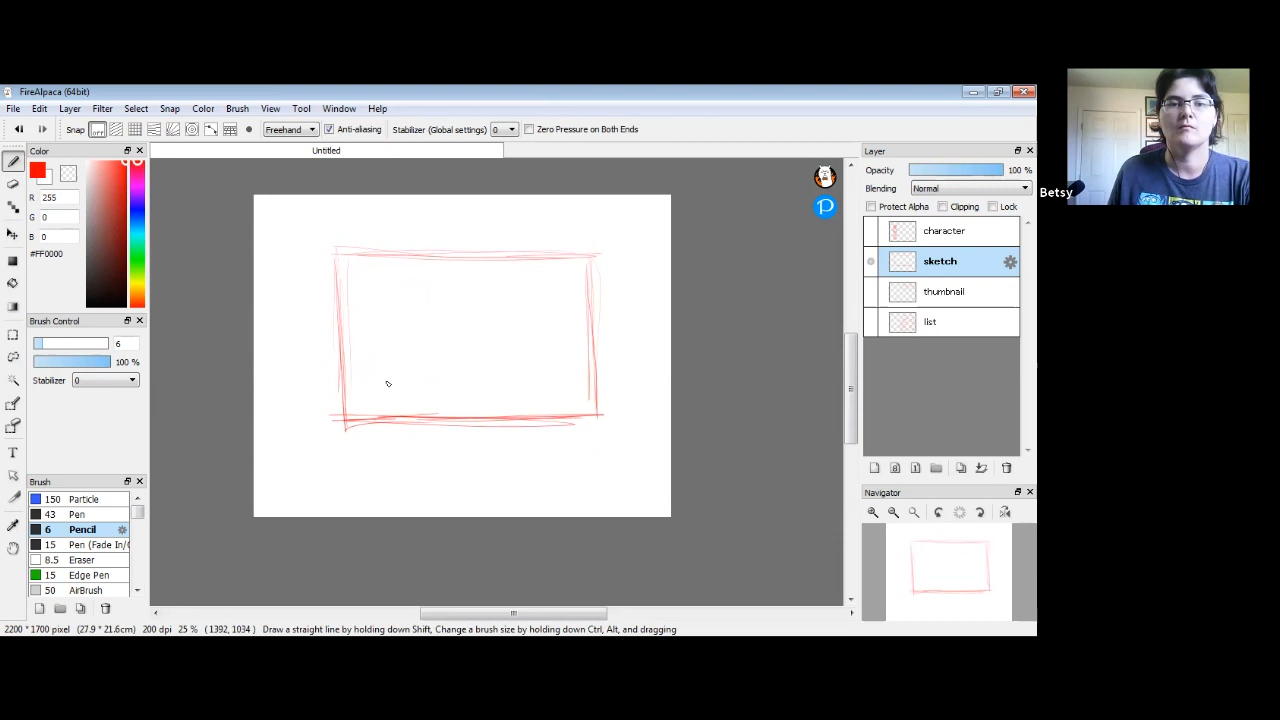 FireAlpaca (64bit)
File Edit Layer Filter Select Snap Color Brush View Tool Window Help
Snap OFF Freehand Anti-aliasing Stabilizer (Global settings) 0 Zero Pressure on Both Ends
Color
Untitled
Layer
R 255
G 0
B 0
#FF0000
Opacity 100 %
Blending Normal
Protect Alpha Clipping Lock
Betsy
character
sketch
thumbnail
list
Brush Control
6
100 %
Stabilizer 0
Brush
150 Particle
43 Pen
6 Pencil
15 Pen (Fade In/
8.5 Eraser
15 Edge Pen
50 AirBrush
Navigator
2200 * 1700 pixel (27.9 * 21.6cm) 200 dpi 25 % ( 1392, 1034 ) Draw a straight line by holding down Shift, Change a brush size by holding down Ctrl, Alt, and dragging